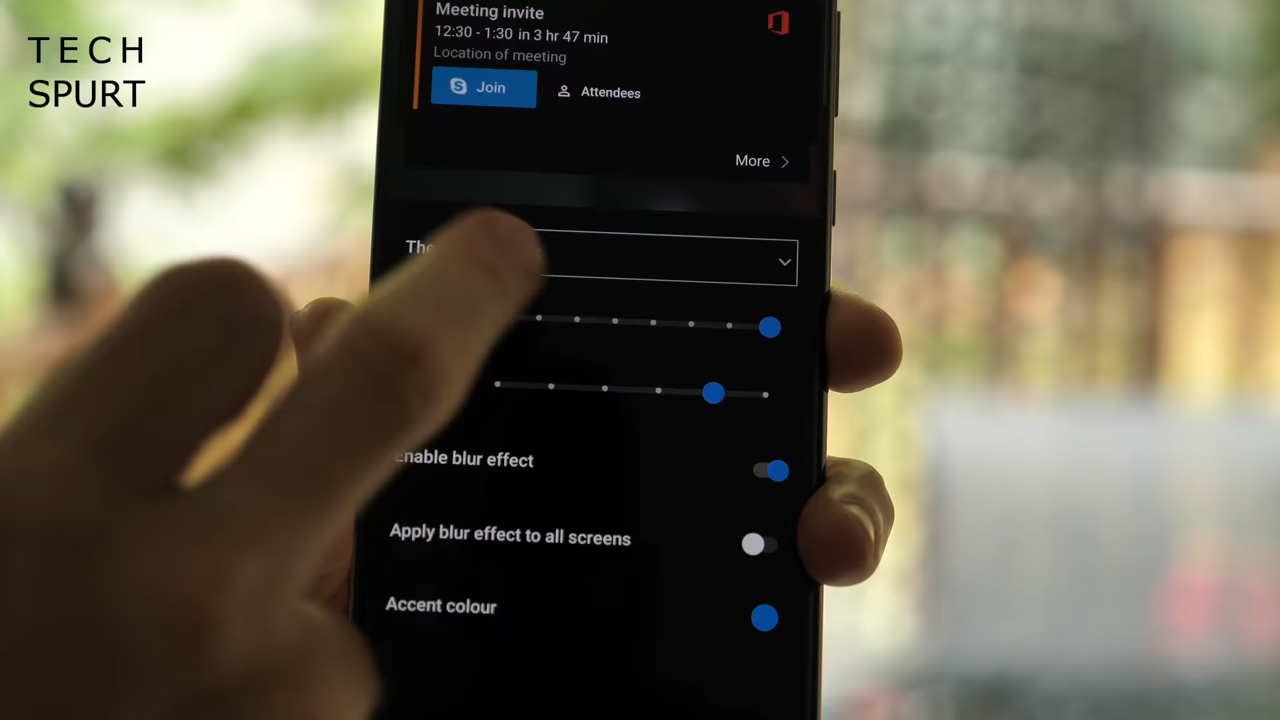 TECH
SPURT
Meeting invite
12:30 - 1:30 in 3 hr 47 min
Location of meeting
Join
Attendees
More
Enable blur effect
Apply blur effect to all screens
Accent colour